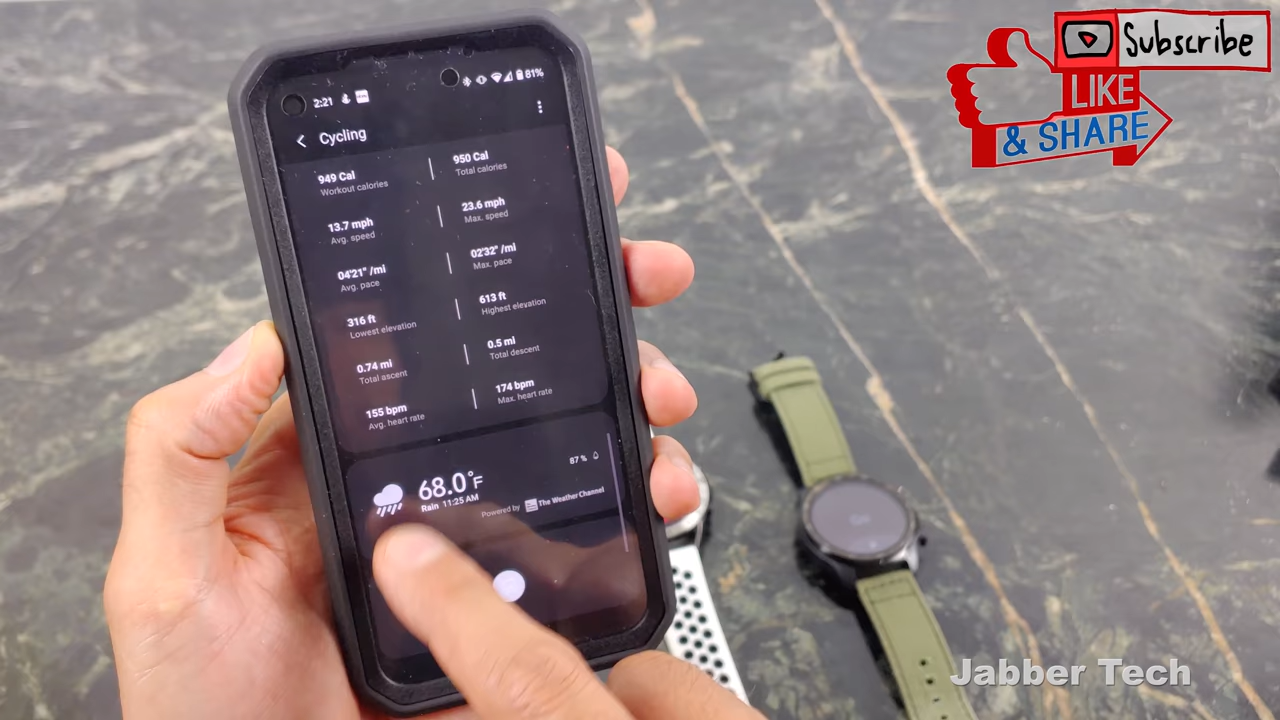 Subscribe
LIKE
& SHARE
2:21 81%
Cycling
949 Cal 950 Cal
Workout calories Total calories
13.7 mph 23.6 mph
Avg. speed Max. speed
04'21" /mi 02'32" /mi
Avg. pace Max. pace
316 ft 613 ft
Lowest elevation Highest elevation
0.74 mi 0.5 mi
Total ascent Total descent
155 bpm 174 bpm
Avg. heart rate Max. heart rate
68.0°F 87 %
Rain 11:25 AM
Powered by The Weather Channel
Jabber Tech